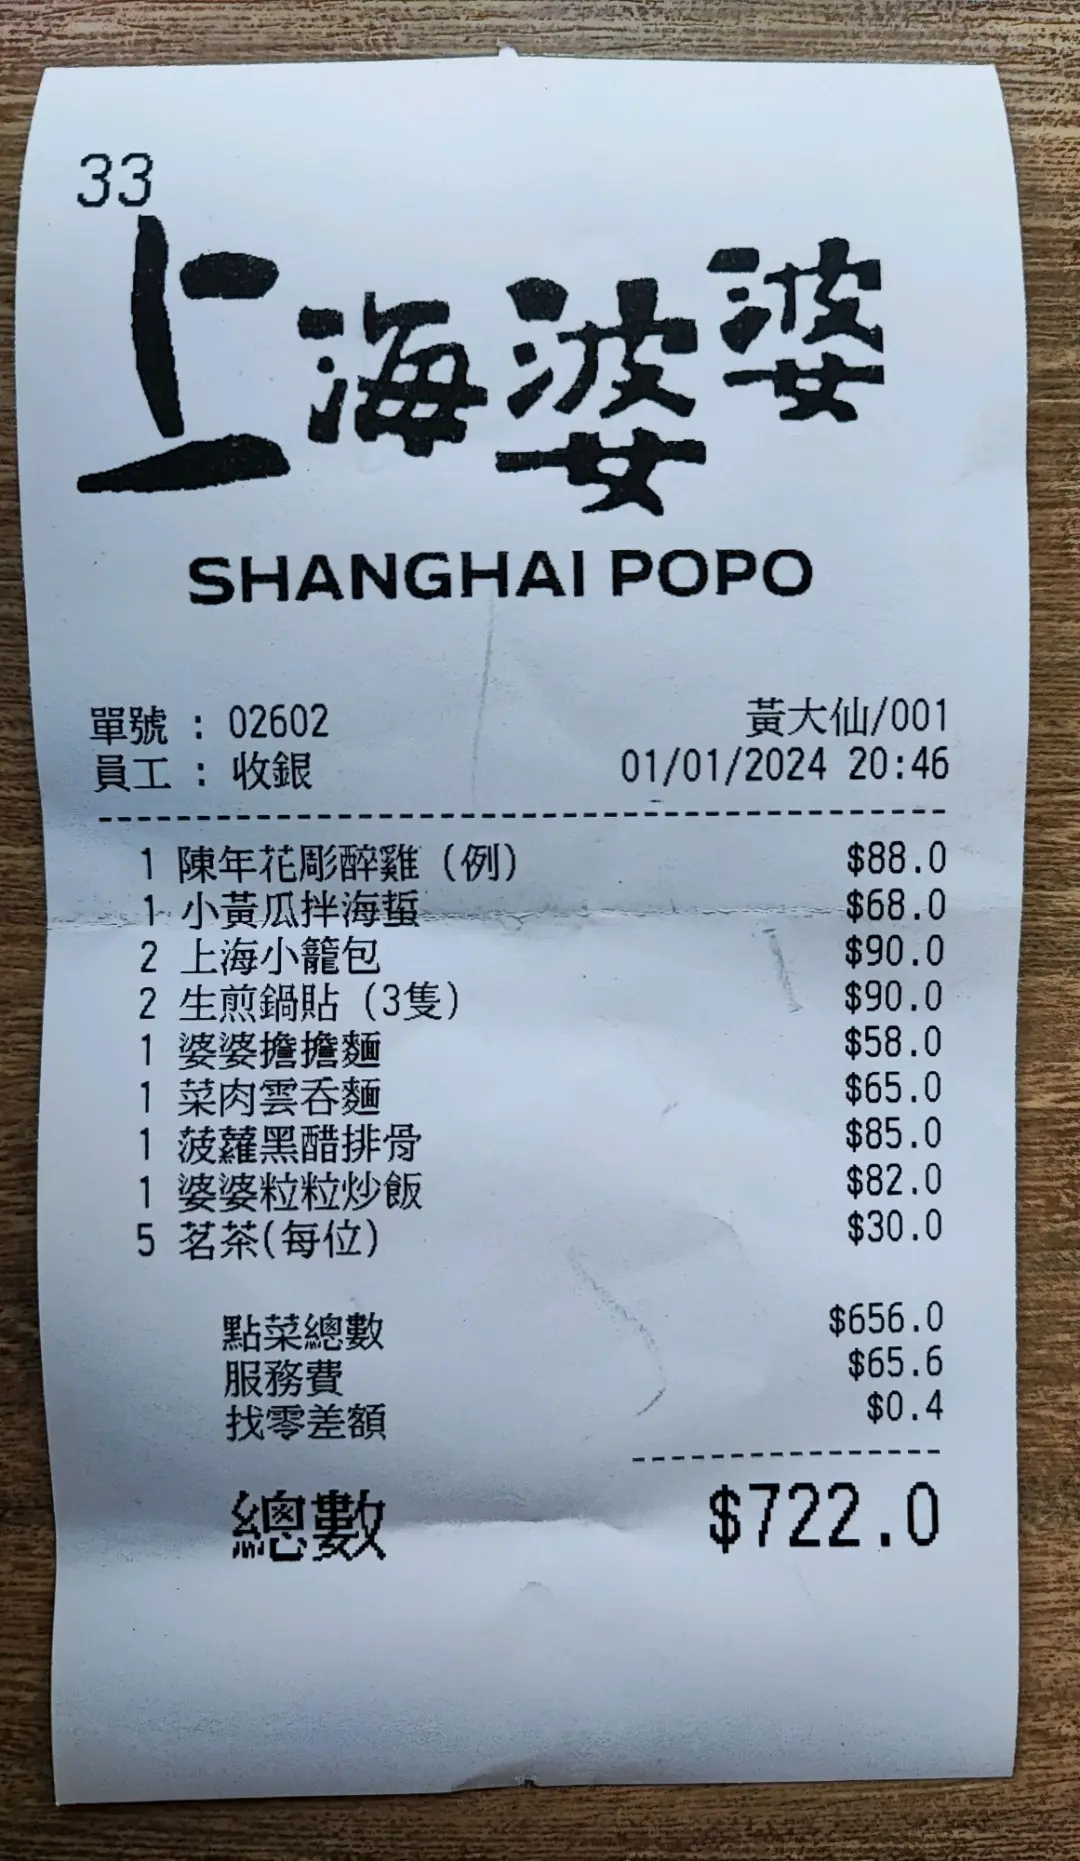 33
上海婆婆
SHANGHAI POPO
單號 : 02602 黃大仙/001
員工 : 收銀 01/01/2024 20:46
1 陳年花彫醉雞 (例) $88.0
1 小黃瓜拌海蜇 $68.0
2 上海小籠包 $90.0
2 生煎鍋貼 (3隻) $90.0
1 婆婆擔擔麵 $58.0
1 菜肉雲吞麵 $65.0
1 菠蘿黑醋排骨 $85.0
1 婆婆粒粒炒飯 $82.0
5 茗茶(每位) $30.0
點菜總數 $656.0
服務費 $65.6
找零差額 $0.4
總數 $722.0